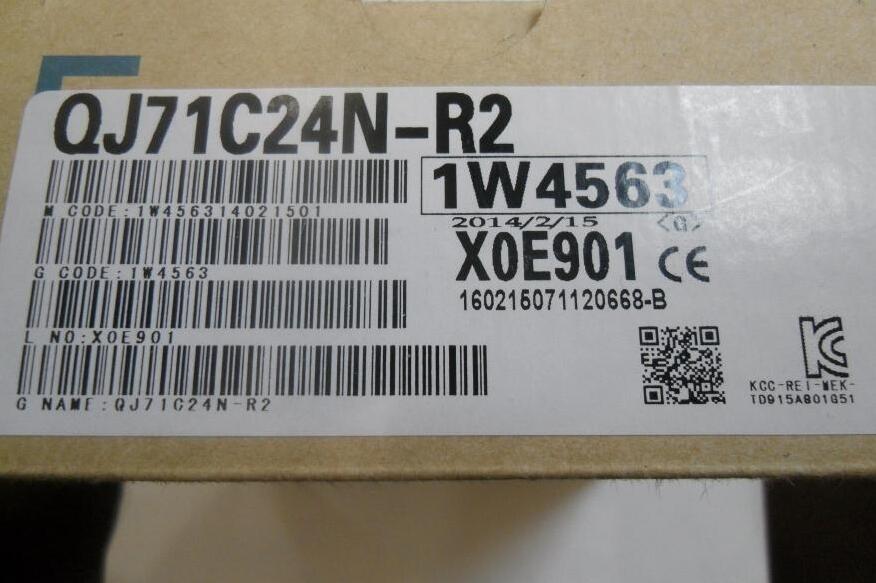 QJ71C24N-R2
1W4563
M CODE:1W456314021501
2014/2/15 <G>
X0E901 CE
G CODE:1W4563
160215071120668-B
L NO:X0E901
KCC-REI-MEK-
TD915A801G51
G NAME:QJ71C24N-R2